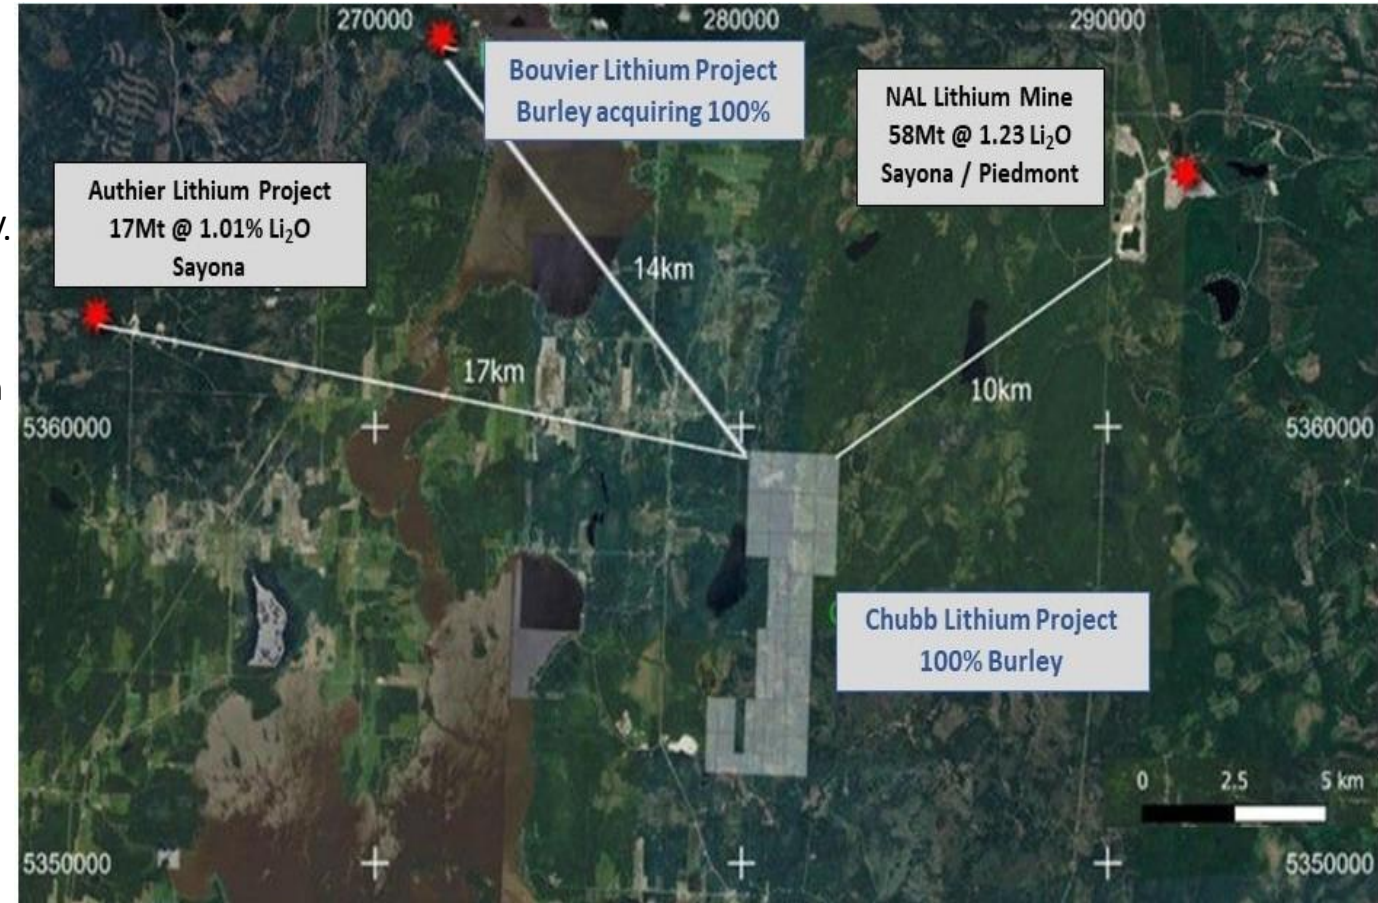 270000
280000
290000
Bouvier Lithium Project
Burley acquiring 100%
NAL Lithium Mine
58Mt @ 1.23 Li₂O
Sayona / Piedmont
Authier Lithium Project
17Mt @ 1.01% Li₂O
Sayona
14km
17km
10km
5360000
5360000
Chubb Lithium Project
100% Burley
0 2.5 5 km
5350000
5350000